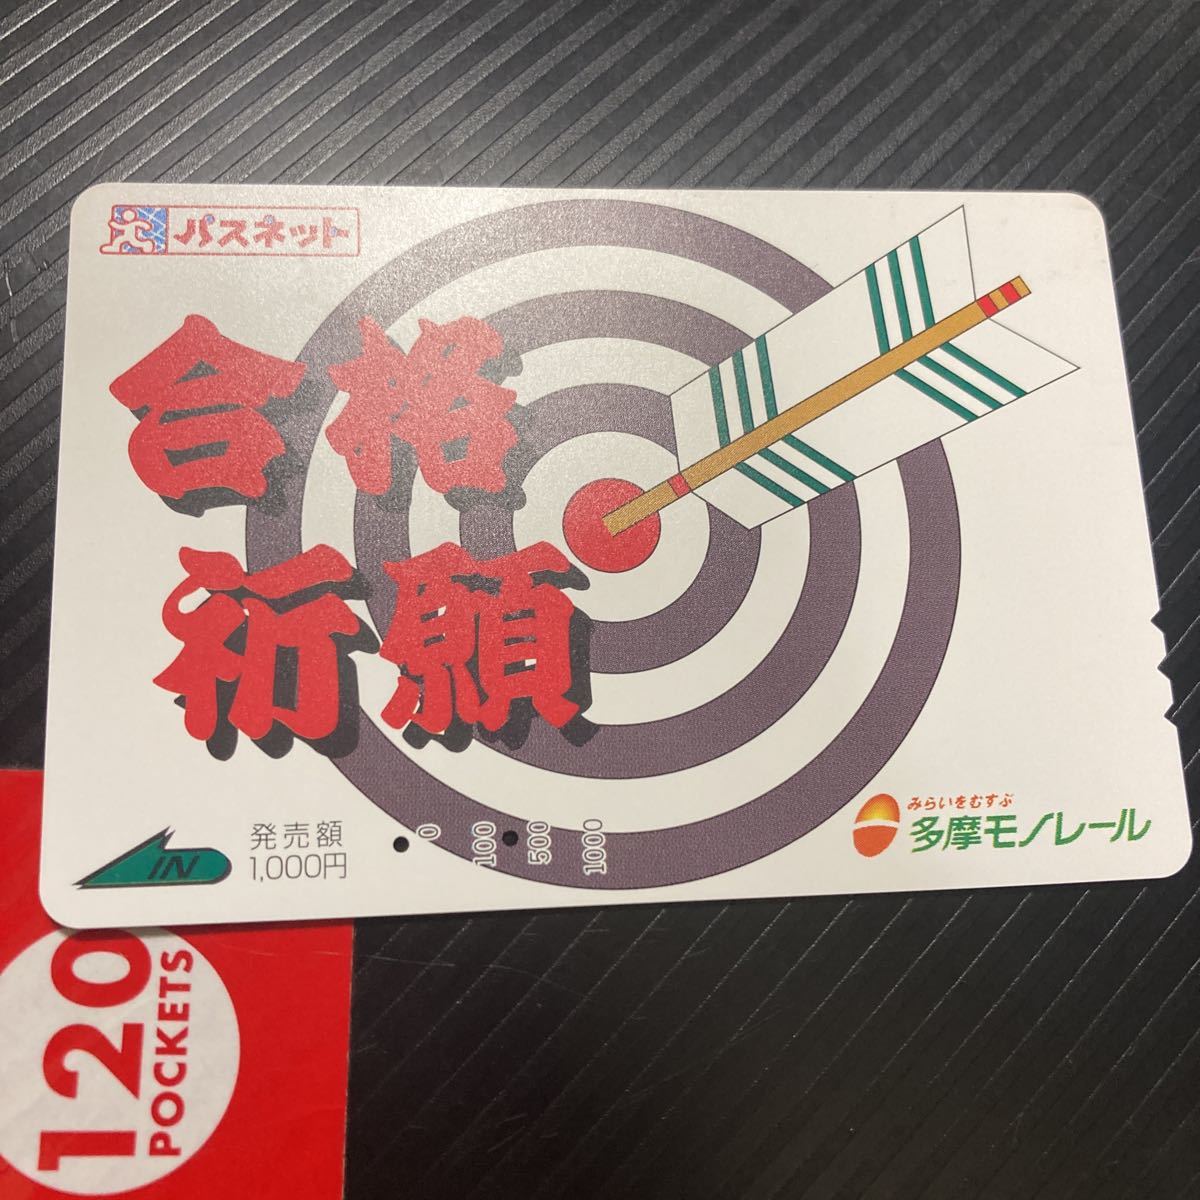 パスネット
合格
祈願
発売額
1,000円
0
100
500
1000
IN
みらいをむすぶ
多摩モノレール
120
POCKETS